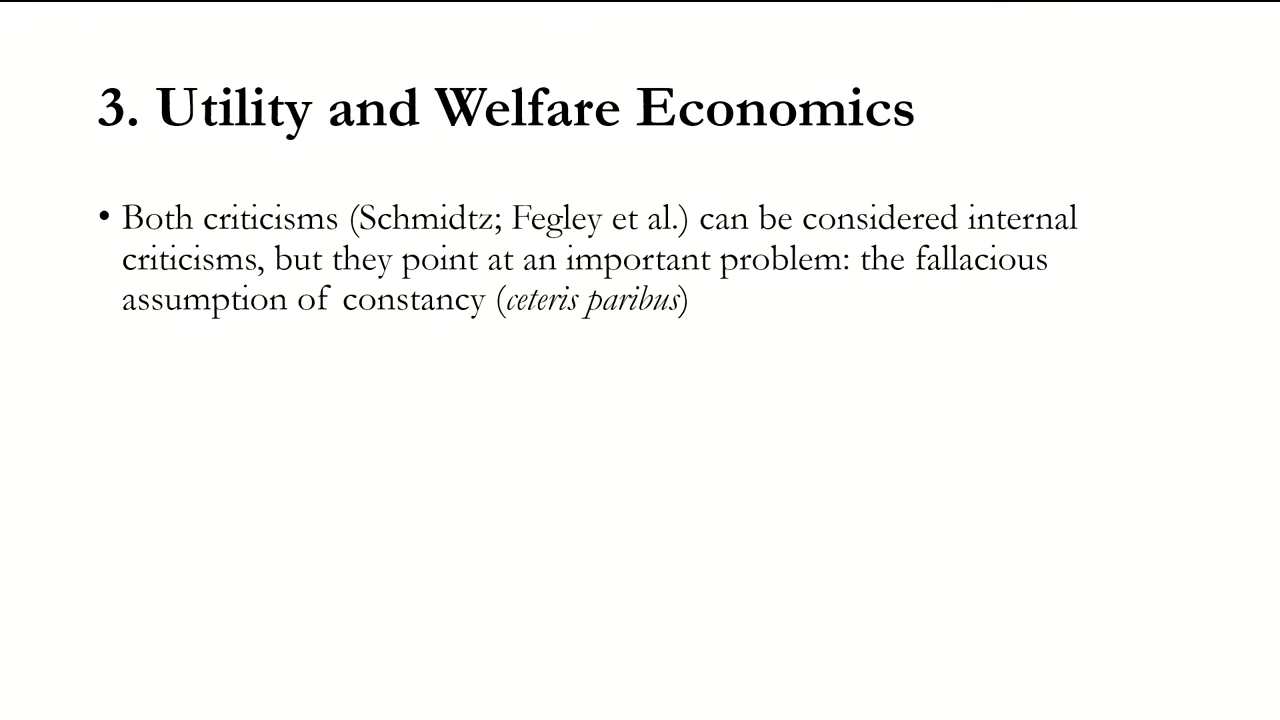 3. Utility and Welfare Economics
• Both criticisms (Schmidtz; Fegley et al.) can be considered internal
criticisms, but they point at an important problem: the fallacious
assumption of constancy (ceteris paribus)